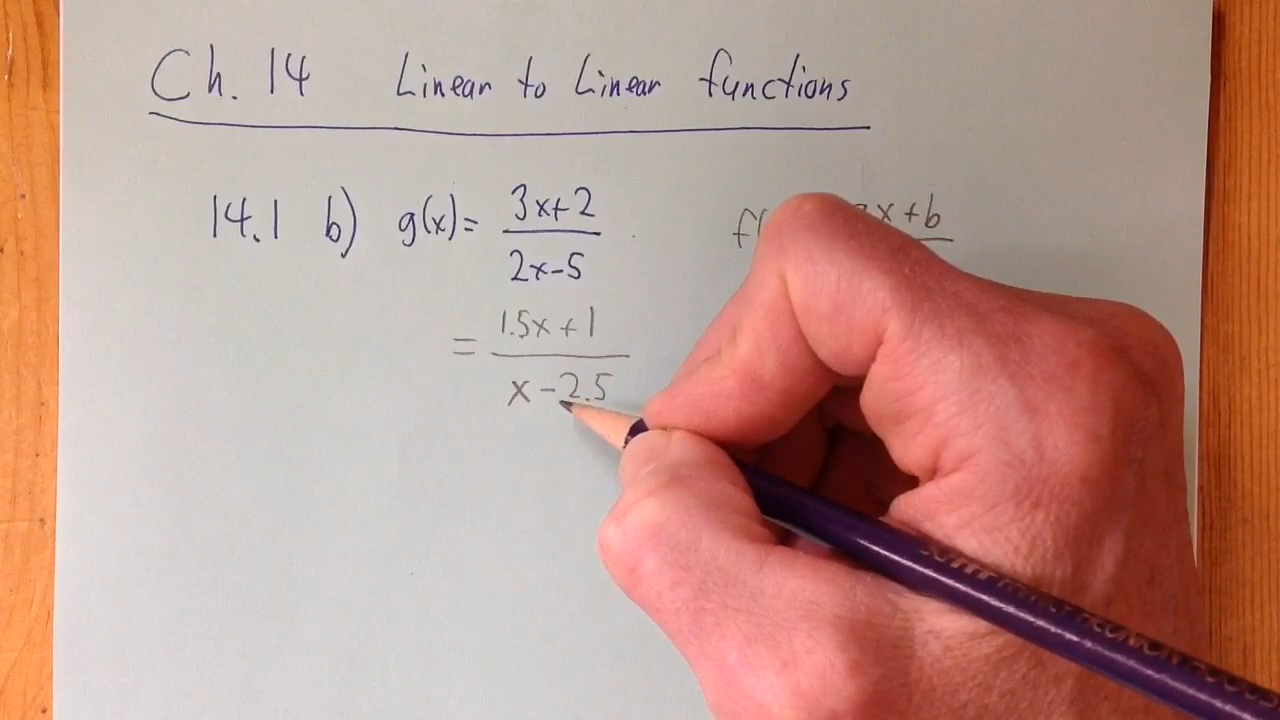 Ch. 14 Linear to Linear functions
14.1 b) g(x) = (3x+2)/(2x-5) f( x+b
= (1.5x+1)/(x-2.5)